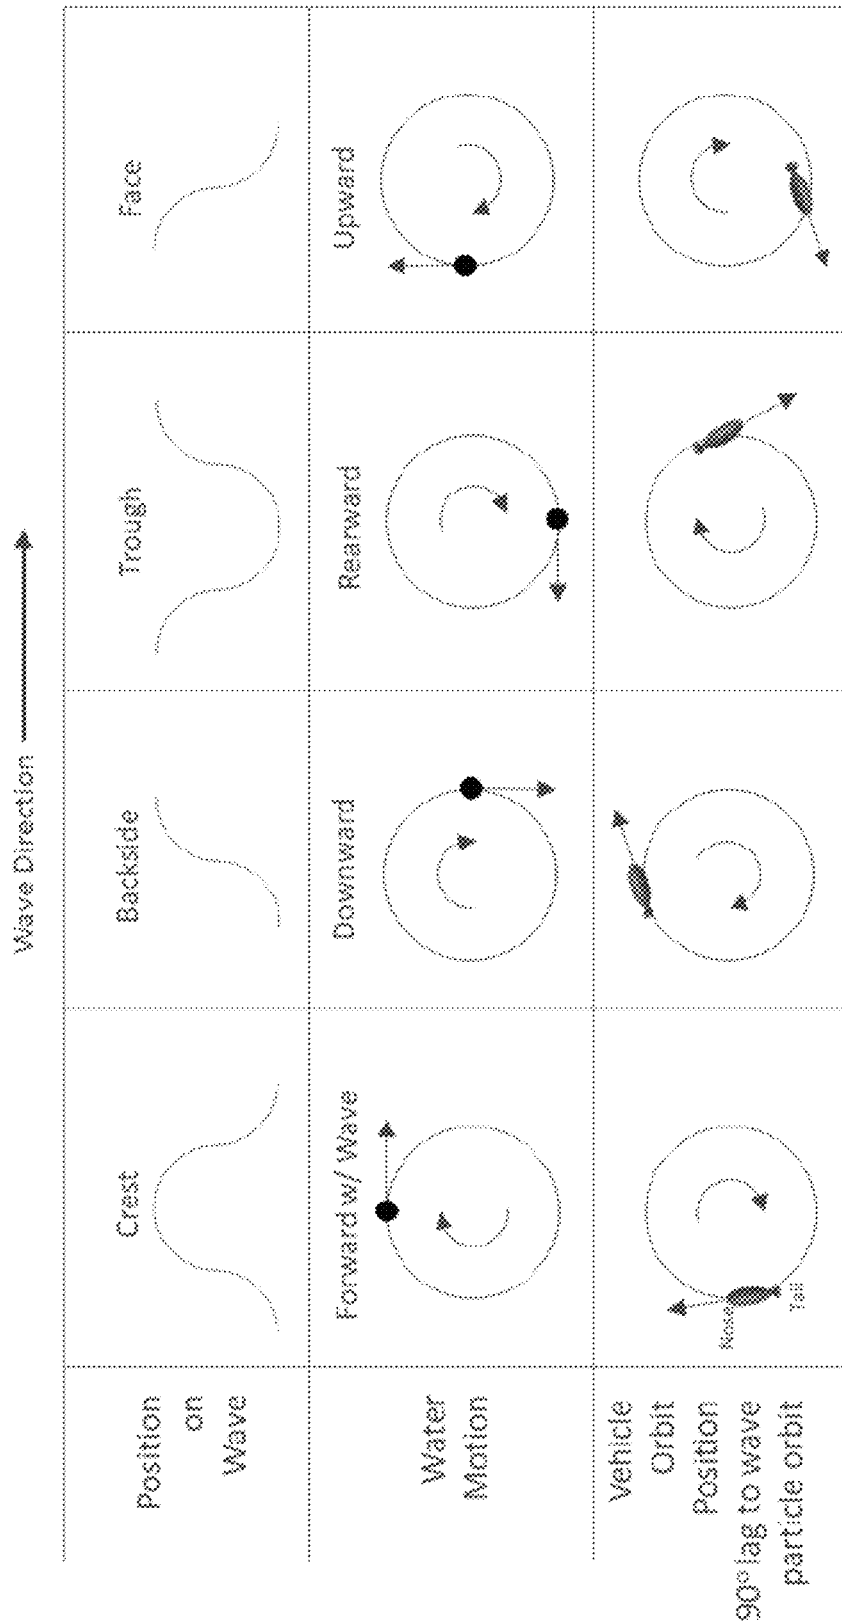 Wave Direction
Position
on
Wave
Crest
Backside
Trough
Face
Water
Motion
Forward w/ Wave
Downward
Rearward
Upward
Vehicle
Orbit
Position
90° lag to wave
particle orbit
Nose
Tail